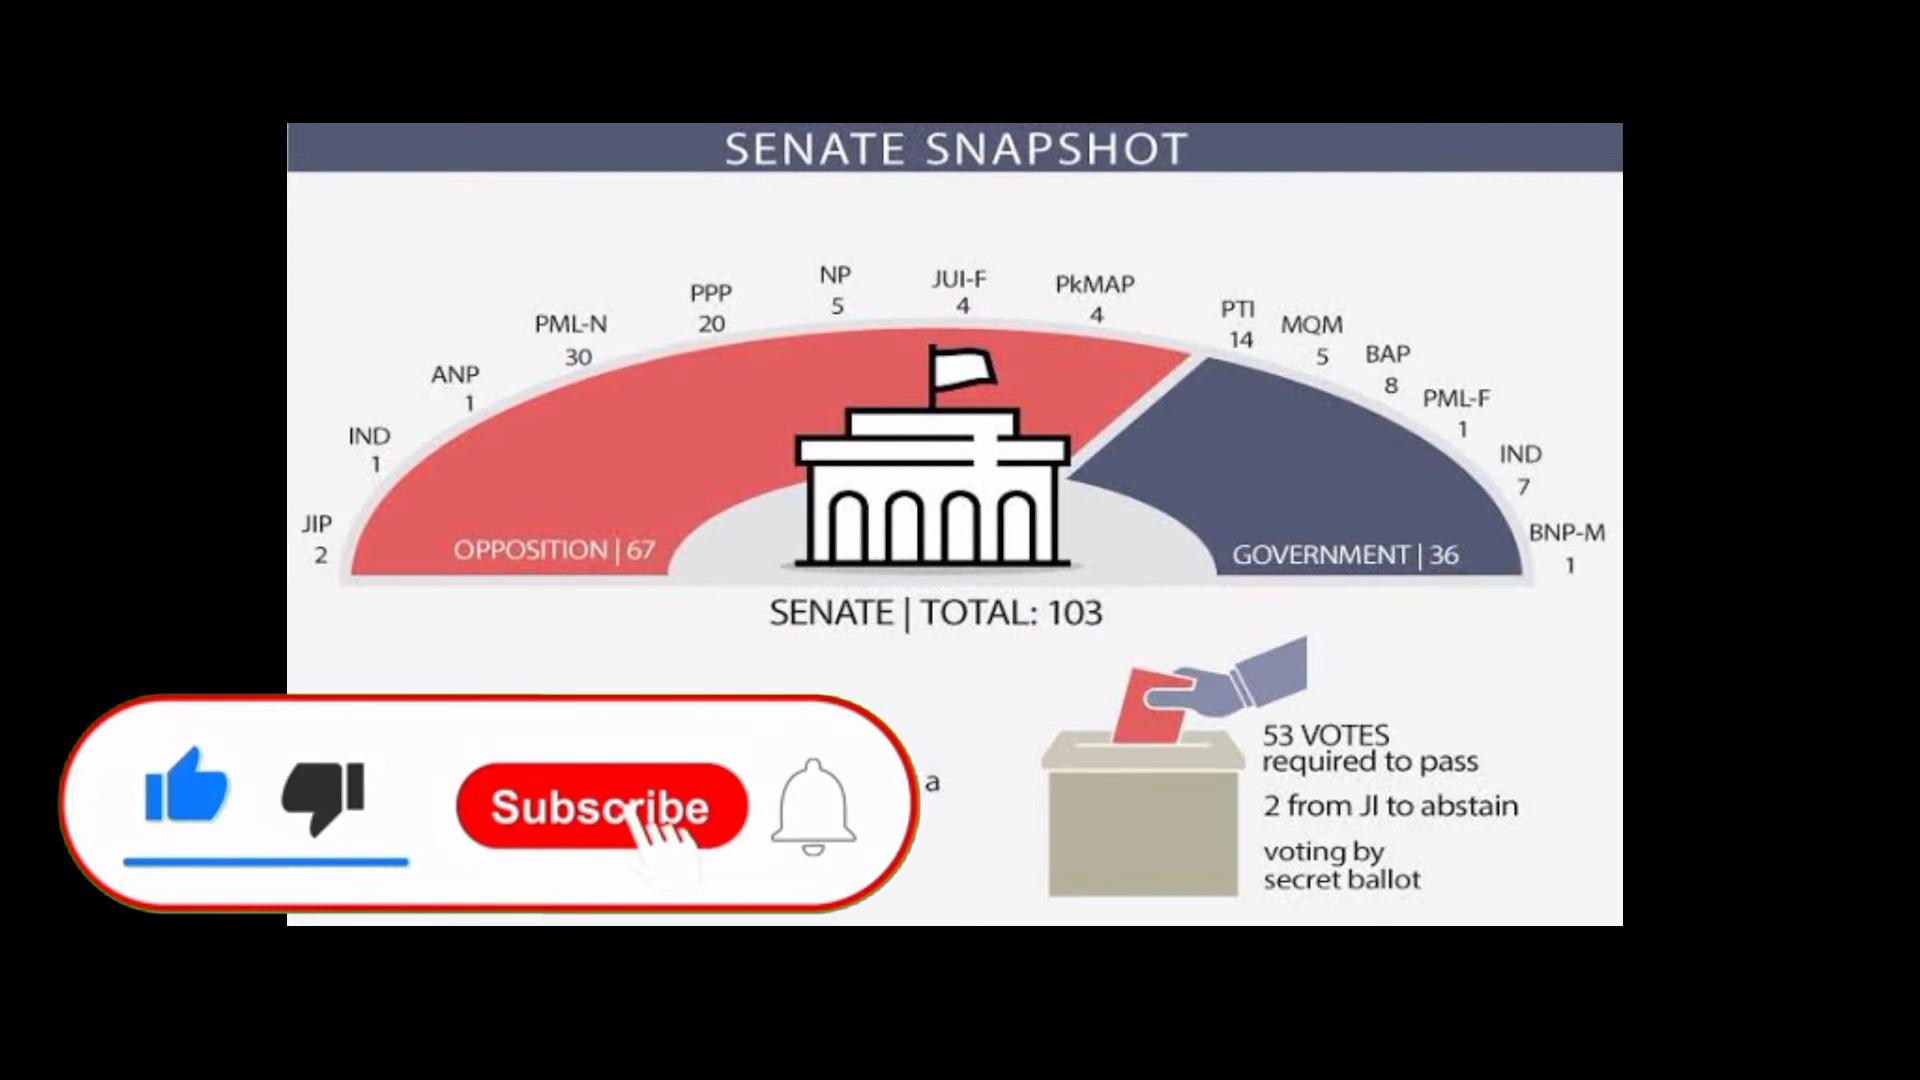 SENATE SNAPSHOT
JIP
2
IND
1
ANP
1
PML-N
30
PPP
20
NP
5
JUI-F
4
PkMAP
4
PTI
14
MQM
5
BAP
8
PML-F
1
IND
7
BNP-M
1
OPPOSITION | 67
GOVERNMENT | 36
SENATE | TOTAL: 103
a
53 VOTES
required to pass
2 from JI to abstain
voting by
secret ballot
Subscribe